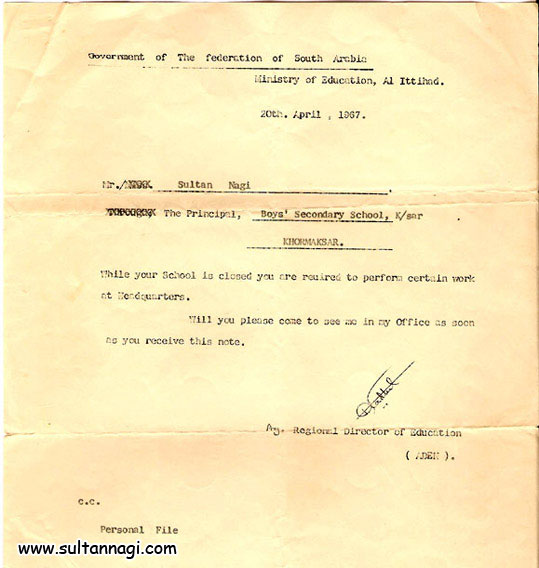 Government of The federation of South Arabia
Ministry of Education, Al Ittihad.
20th. April , 1967.
Mr./ Sultan Nagi ,
The Principal, Boys' Secondary School, K/sar
KHORMAKSAR.
While your School is closed you are reuired to perform certain work
at Headquarters.
Will you please come to see me in my Office as soon
as you receive this note.
Ag. Regional Director of Education
( ADEN ).
c.c.
Personal File
www.sultannagi.com